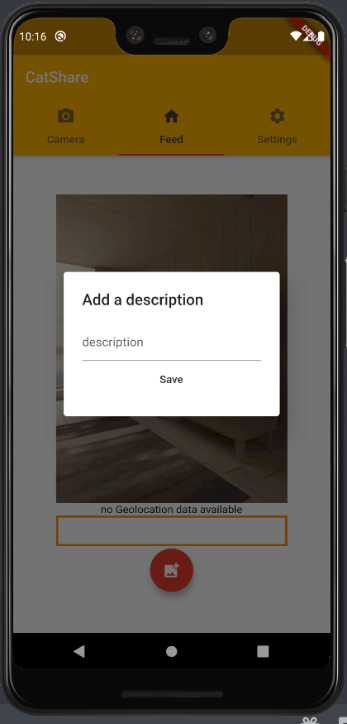 10:16
DEBUG
CatShare
Camera
Feed
Settings
Add a description
description
Save
no Geolocation data available